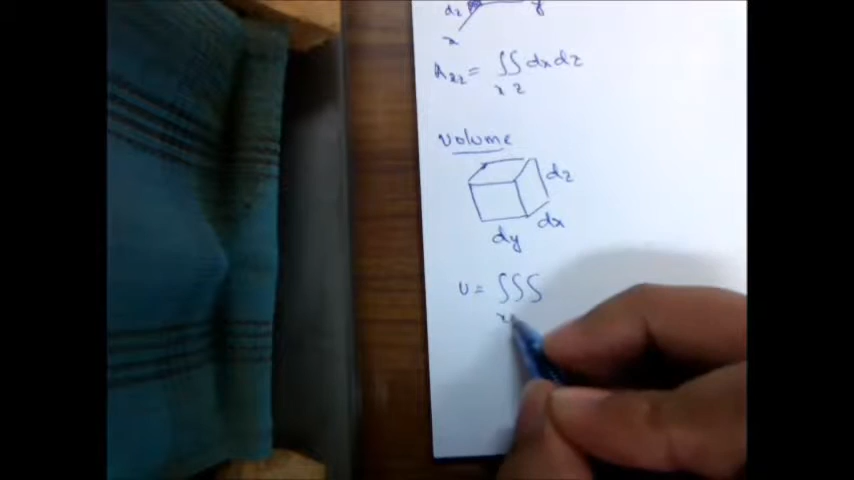 dz
y
x
Axz = ∫∫ dx dz
x z
Volume
dz
dx
dy
v = ∫∫∫
x